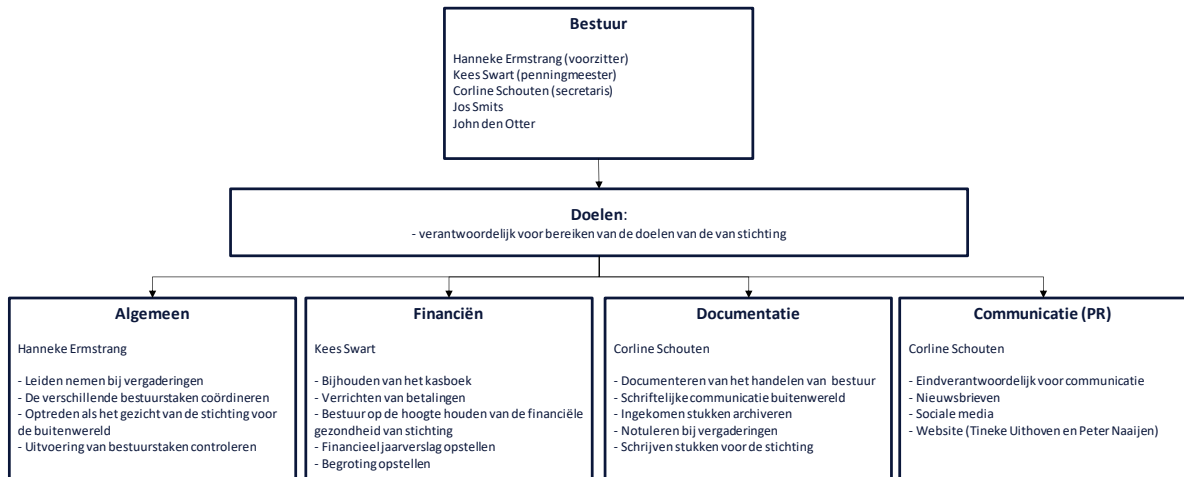 Bestuur
Hanneke Ermstrang (voorzitter)
Kees Swart (penningmeester)
Corline Schouten (secretaris)
Jos Smits
John den Otter
Doelen:
- verantwoordelijk voor bereiken van de doelen van de van stichting
Algemeen
Hanneke Ermstrang
- Leiden nemen bij vergaderingen
- De verschillende bestuurstaken coördineren
- Optreden als het gezicht van de stichting voor
de buitenwereld
- Uitvoering van bestuurstaken controleren
Financiën
Kees Swart
- Bijhouden van het kasboek
- Verrichten van betalingen
- Bestuur op de hoogte houden van de financiële
gezondheid van stichting
- Financieel jaarverslag opstellen
- Begroting opstellen
Documentatie
Corline Schouten
- Documenteren van het handelen van bestuur
- Schriftelijke communicatie buitenwereld
- Ingekomen stukken archiveren
- Notuleren bij vergaderingen
- Schrijven stukken voor de stichting
Communicatie (PR)
Corline Schouten
- Eindverantwoordelijk voor communicatie
- Nieuwsbrieven
- Sociale media
- Website (Tineke Uithoven en Peter Naaijen)